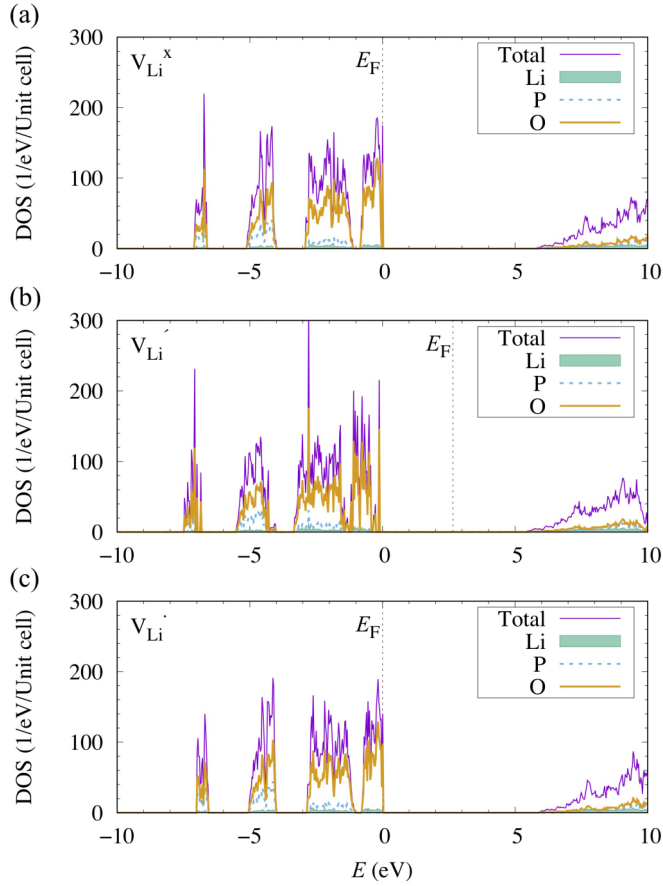 (a)
300
200
100
0
DOS (1/eV/Unit cell)
V_Li^x
E_F
Total
Li
P
O
−10
−5
0
5
10
(b)
300
200
100
0
DOS (1/eV/Unit cell)
V_Li^′
E_F
Total
Li
P
O
−10
−5
0
5
10
(c)
300
200
100
0
DOS (1/eV/Unit cell)
V_Li^·
E_F
Total
Li
P
O
−10
−5
0
5
10
E (eV)